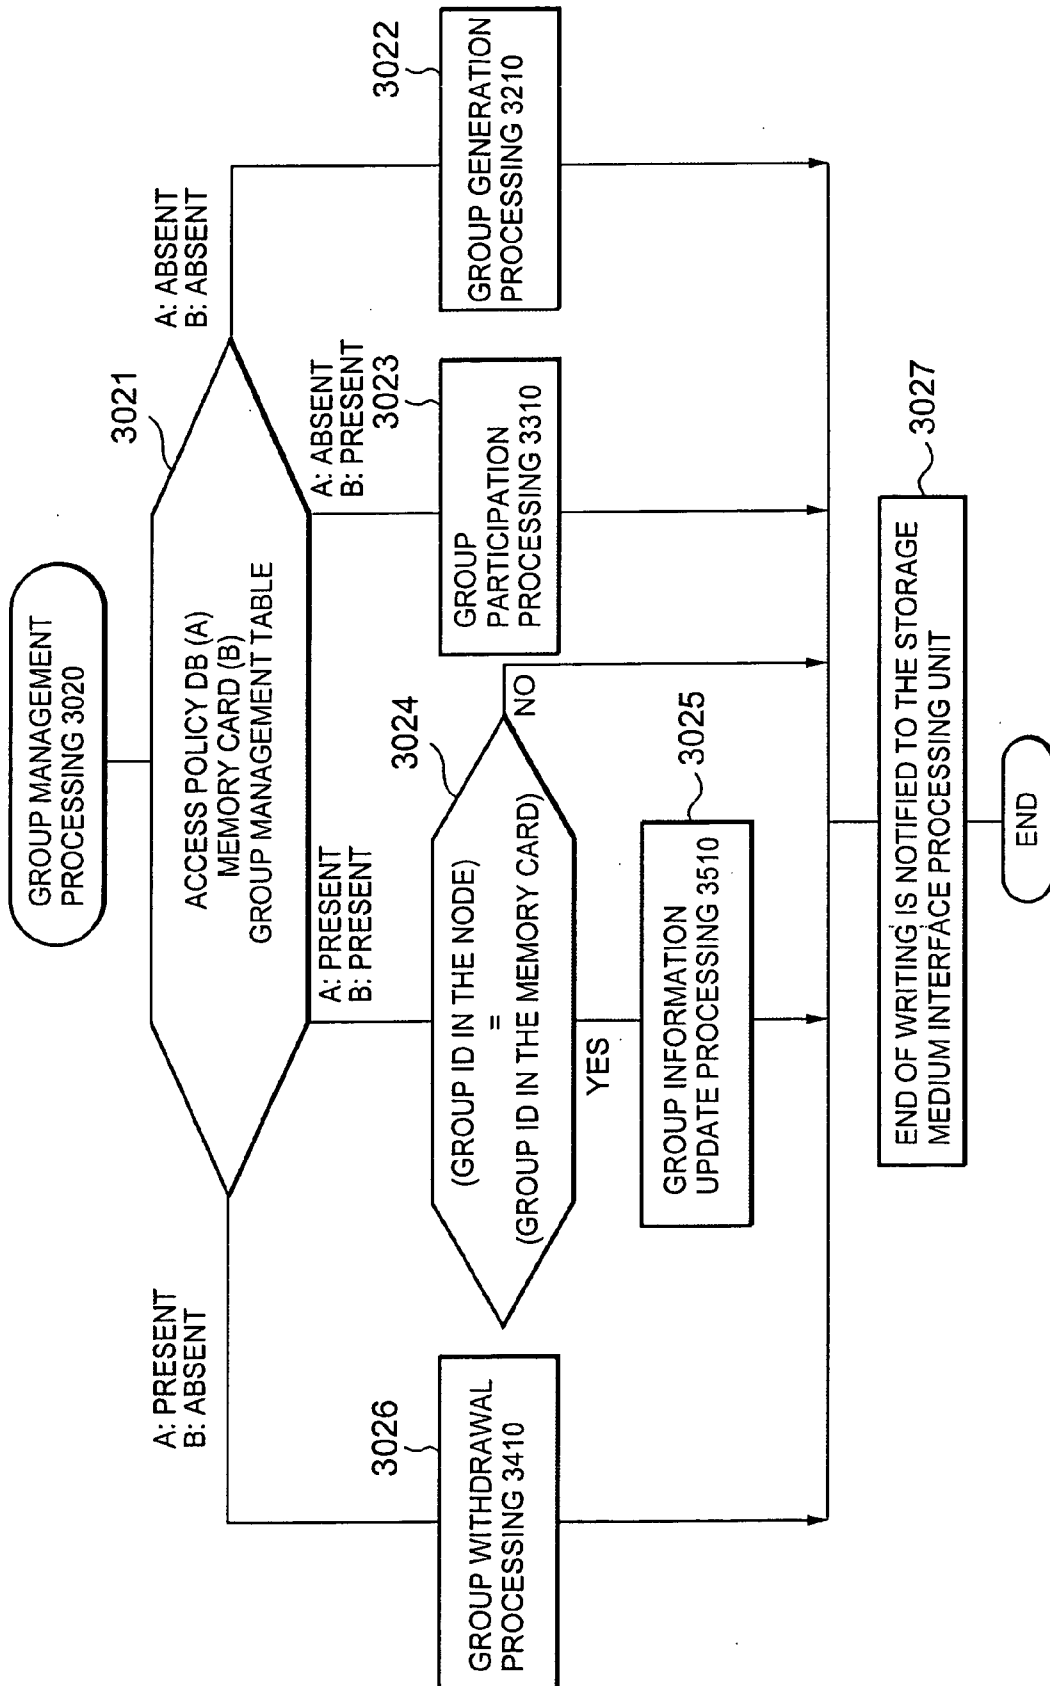 GROUP MANAGEMENT
PROCESSING 3020
3021
ACCESS POLICY DB (A)
MEMORY CARD (B)
GROUP MANAGEMENT TABLE
A: PRESENT
B: ABSENT
A: PRESENT
B: PRESENT
A: ABSENT
B: PRESENT
A: ABSENT
B: ABSENT
3026
GROUP WITHDRAWAL
PROCESSING 3410
3024
(GROUP ID IN THE NODE)
=
(GROUP ID IN THE MEMORY CARD)
NO
YES
3023
GROUP
PARTICIPATION
PROCESSING 3310
3022
GROUP GENERATION
PROCESSING 3210
3025
GROUP INFORMATION
UPDATE PROCESSING 3510
3027
END OF WRITING IS NOTIFIED TO THE STORAGE
MEDIUM INTERFACE PROCESSING UNIT
END